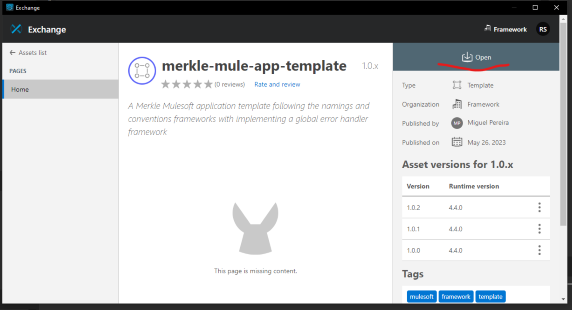 Exchange
Exchange
Framework
RS
Assets list
PAGES
Home
merkle-mule-app-template
1.0.x
(0 reviews)
Rate and review
A Merkle Mulesoft application template following the namings and
conventions frameworks with implementing a global error handler
framework
This page is missing content.
Open
Type
Template
Organization
Framework
Published by
MP
Miguel Pereira
Published on
May 26, 2023
Asset versions for 1.0.x
Version
Runtime version
1.0.2
4.4.0
1.0.1
4.4.0
1.0.0
4.4.0
Tags
mulesoft
framework
template